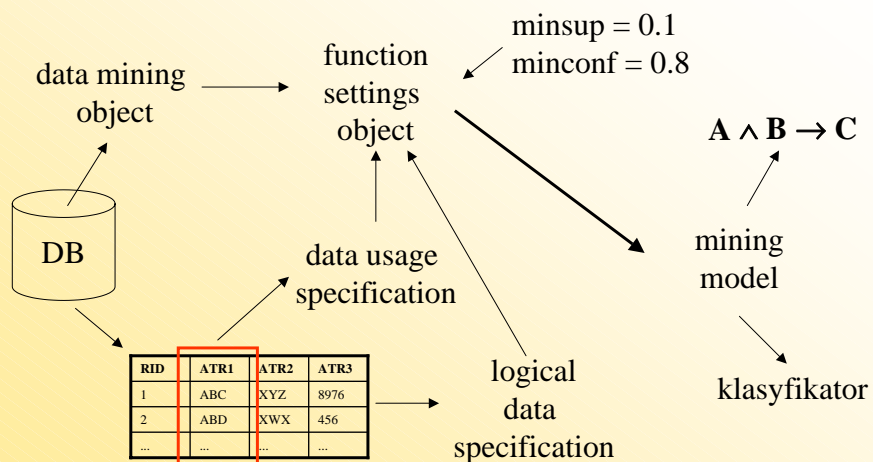 minsup = 0.1
minconf = 0.8
function
settings
object
data mining
object
A ∧ B → C
DB
data usage
specification
mining
model
RID ATR1 ATR2 ATR3
1 ABC XYZ 8976
2 ABD XWX 456
... ... ... ...
logical
data
specification
klasyfikator